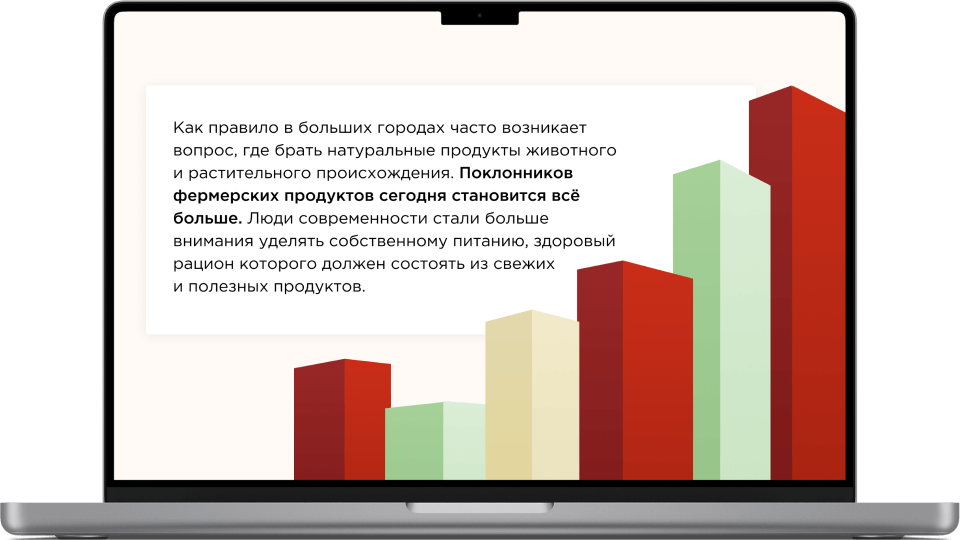 Как правило в больших городах часто возникает
вопрос, где брать натуральные продукты животного
и растительного происхождения. Поклонников
фермерских продуктов сегодня становится всё
больше. Люди современности стали больше
внимания уделять собственному питанию, здоровый
рацион которого должен состоять из свежих
и полезных продуктов.